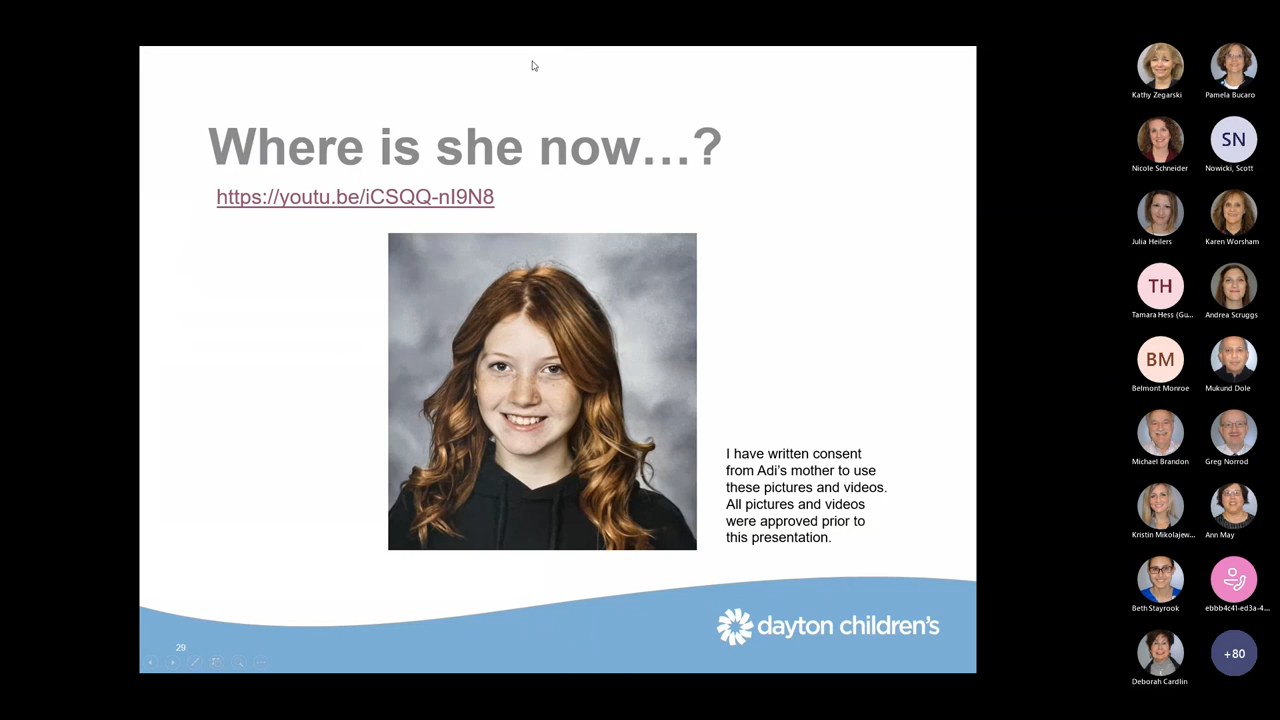 Where is she now...?
https://youtu.be/iCSQQ-nI9N8
I have written consent
from Adi's mother to use
these pictures and videos.
All pictures and videos
were approved prior to
this presentation.
dayton children's
29
Kathy Zegarski
Pamela Bucaro
Nicole Schneider
SN
Nowicki, Scott
Julia Heilers
Karen Worsham
TH
Tamara Hess (Gu...
Andrea Scruggs
BM
Belmont Monroe
Mukund Dole
Michael Brandon
Greg Norrod
Kristin Mikolajew...
Ann May
Beth Stayrook
ebbb4c41-ed3a-4...
Deborah Cardlin
+80